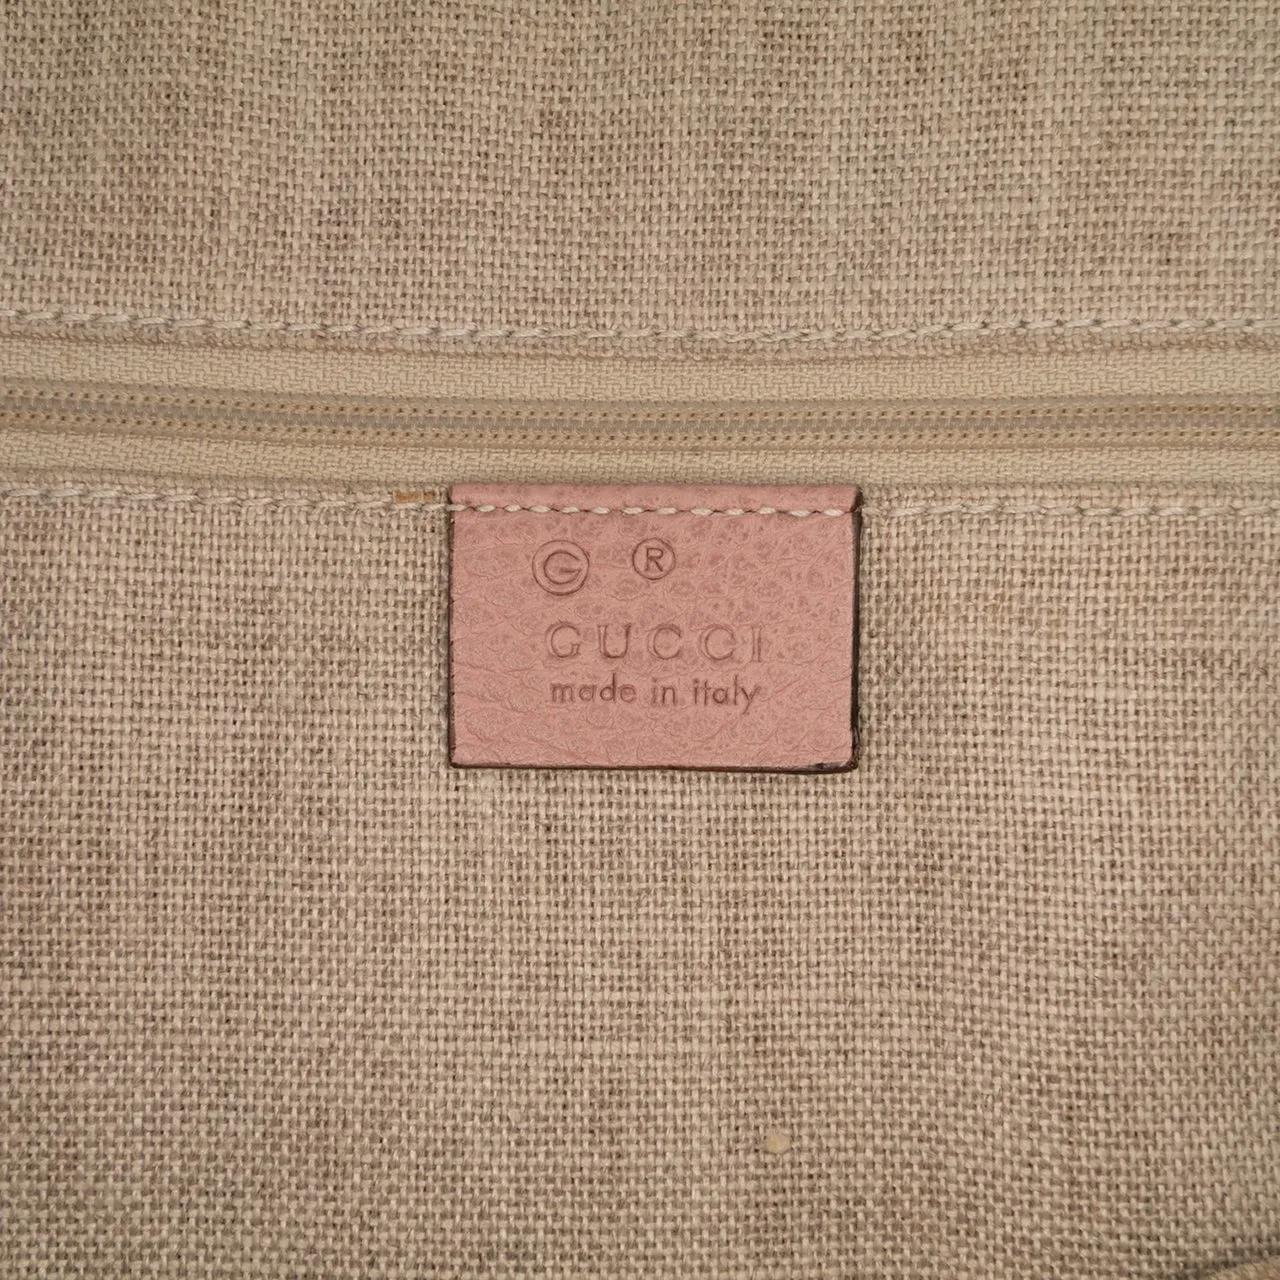 Ⓖ ®
GUCCI
made in italy